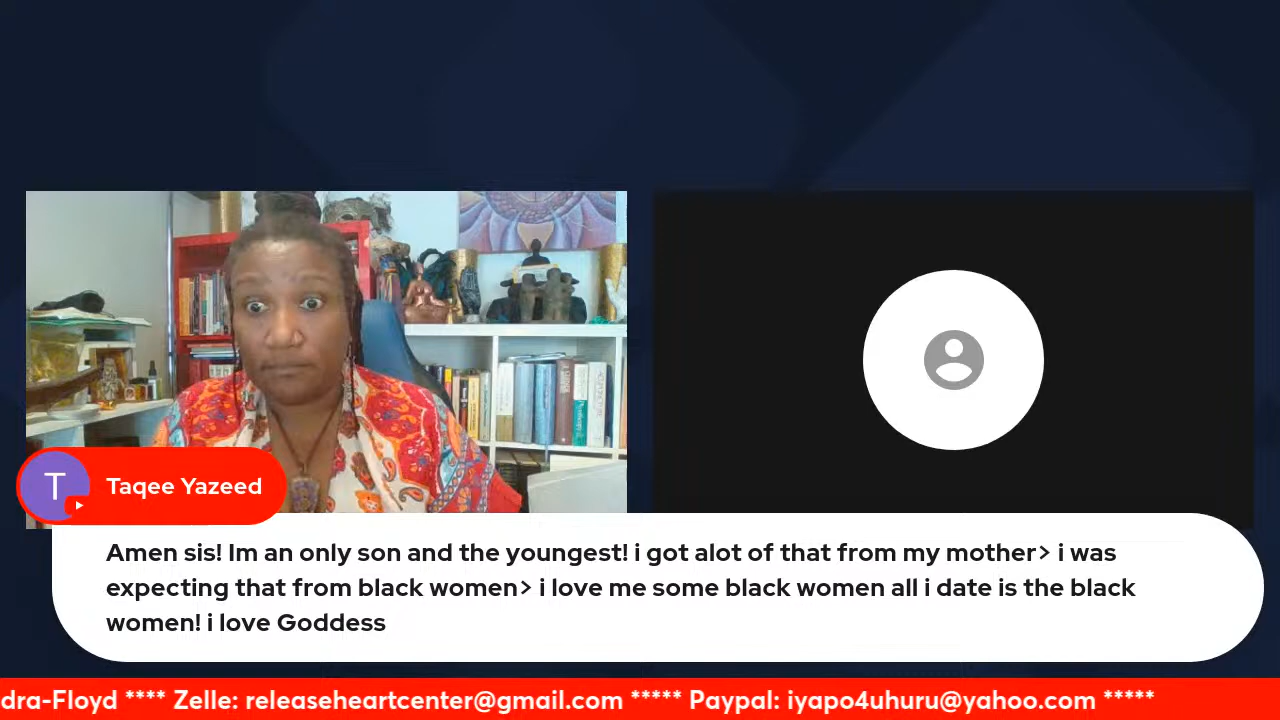 T
Taqee Yazeed
Amen sis! Im an only son and the youngest! i got alot of that from my mother> i was
expecting that from black women> i love me some black women all i date is the black
women! i love Goddess
dra-Floyd **** Zelle: releaseheartcenter@gmail.com ***** Paypal: iyapo4uhuru@yahoo.com *****